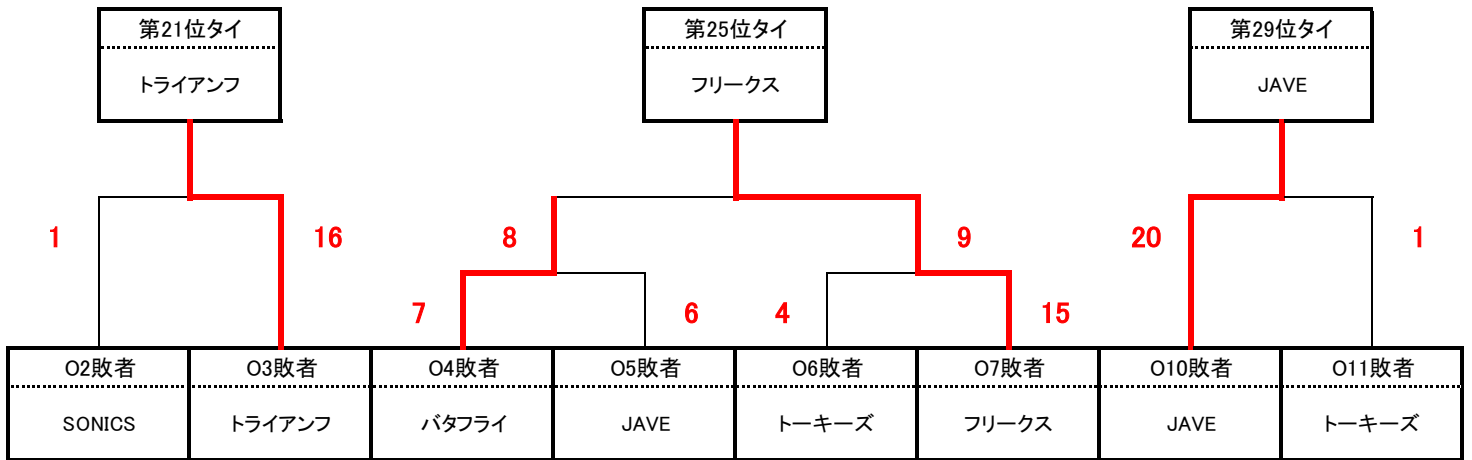 第21位タイ
トライアンフ
第25位タイ
フリークス
第29位タイ
JAVE
1
16
8
9
20
1
7
6
4
15
O2敗者
O3敗者
O4敗者
O5敗者
O6敗者
O7敗者
O10敗者
O11敗者
SONICS
トライアンフ
バタフライ
JAVE
トーキーズ
フリークス
JAVE
トーキーズ